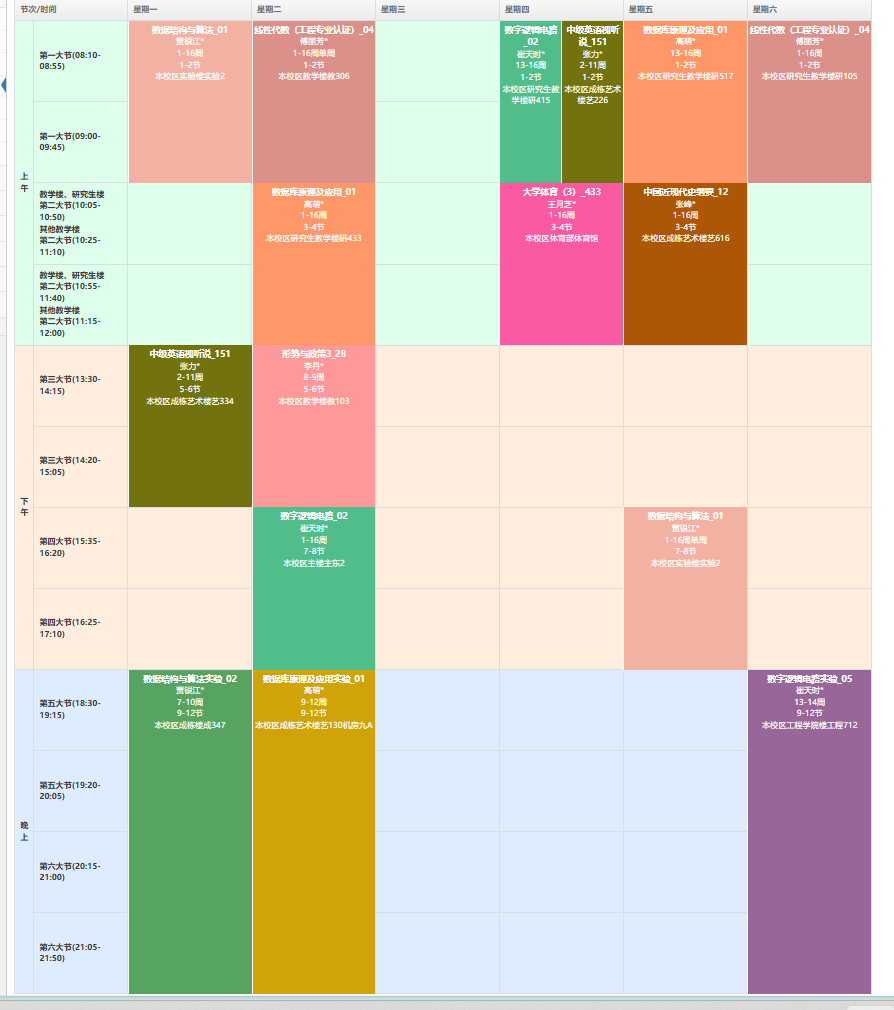 节次/时间 星期一 星期二 星期三 星期四 星期五 星期六
上
午
第一大节(08:10-
08:55)
数据结构与算法_01
贾银江*
1-16周
1-2节
本校区实验楼实验2
线性代数（工程专业认证）_04
傅丽芳*
1-16周单周
1-2节
本校区教学楼教306
数字逻辑电路
_02
崔天时*
13-16周
1-2节
本校区研究生教
学楼研415
中级英语视听
说_151
张力*
2-11周
1-2节
本校区成栋艺术
楼艺226
数据库原理及应用_01
高萌*
13-16周
1-2节
本校区研究生教学楼研517
线性代数（工程专业认证）_04
傅丽芳*
1-16周
1-2节
本校区研究生教学楼研105
第一大节(09:00-
09:45)
教学楼、研究生楼
第二大节(10:05-
10:50)
其他教学楼
第二大节(10:25-
11:10)
数据库原理及应用_01
高萌*
1-16周
3-4节
本校区研究生教学楼研433
大学体育（3）_433
王月芝*
1-16周
3-4节
本校区体育部体育馆
中国近现代史纲要_12
张峰*
1-16周
3-4节
本校区成栋艺术楼艺616
教学楼、研究生楼
第二大节(10:55-
11:40)
其他教学楼
第二大节(11:15-
12:00)
下
午
第三大节(13:30-
14:15)
中级英语视听说_151
张力*
2-11周
5-6节
本校区成栋艺术楼艺334
形势与政策3_28
李丹*
8-9周
5-6节
本校区教学楼教103
第三大节(14:20-
15:05)
第四大节(15:35-
16:20)
数字逻辑电路_02
崔天时*
1-16周
7-8节
本校区主楼主东2
数据结构与算法_01
贾银江*
1-16周单周
7-8节
本校区实验楼实验2
第四大节(16:25-
17:10)
晚
上
第五大节(18:30-
19:15)
数据结构与算法实验_02
贾银江*
7-10周
9-12节
本校区成栋楼成347
数据库原理及应用实验_01
高萌*
9-12周
9-12节
本校区成栋艺术楼艺130机房九A
数字逻辑电路实验_05
崔天时*
13-14周
9-12节
本校区工程学院楼工程712
第五大节(19:20-
20:05)
第六大节(20:15-
21:00)
第六大节(21:05-
21:50)